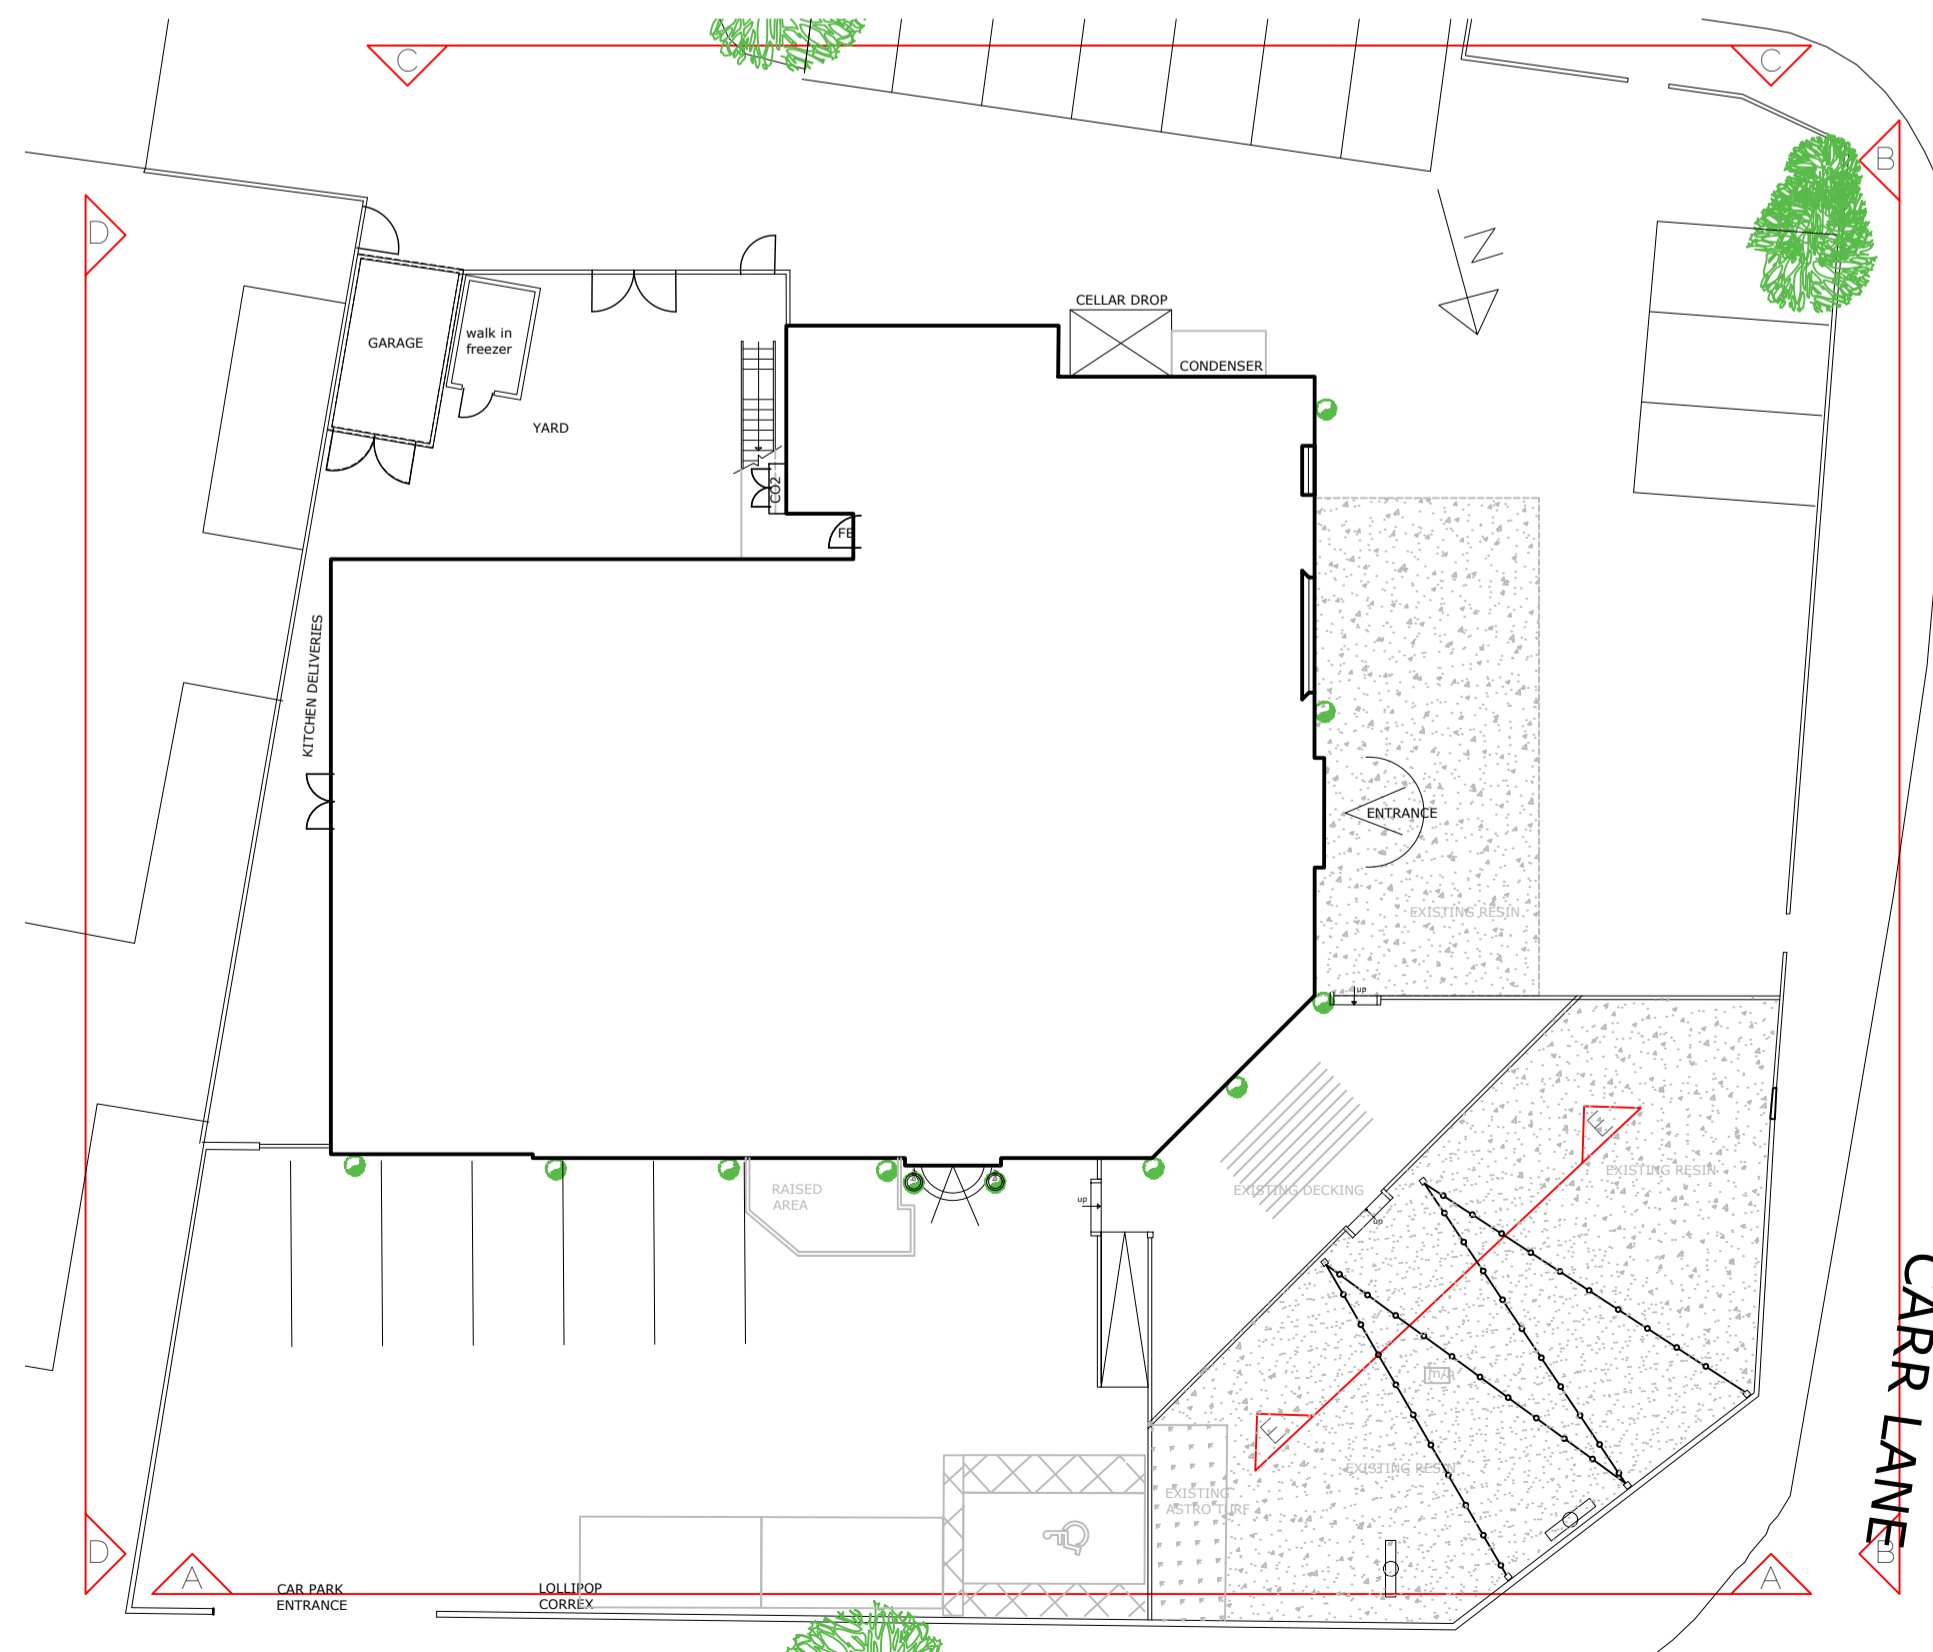 C
C
B
D
N
CELLAR DROP
GARAGE
walk in
freezer
CONDENSER
YARD
CO2
FE
KITCHEN DELIVERIES
ENTRANCE
EXISTING RESIN
up
E
EXISTING RESIN
RAISED
AREA
EXISTING DECKING
up
up
CARR LANE
E
EXISTING RESIN
EXISTING
ASTRO TURF
D
B
A
A
CAR PARK
ENTRANCE
LOLLIPOP
CORREX